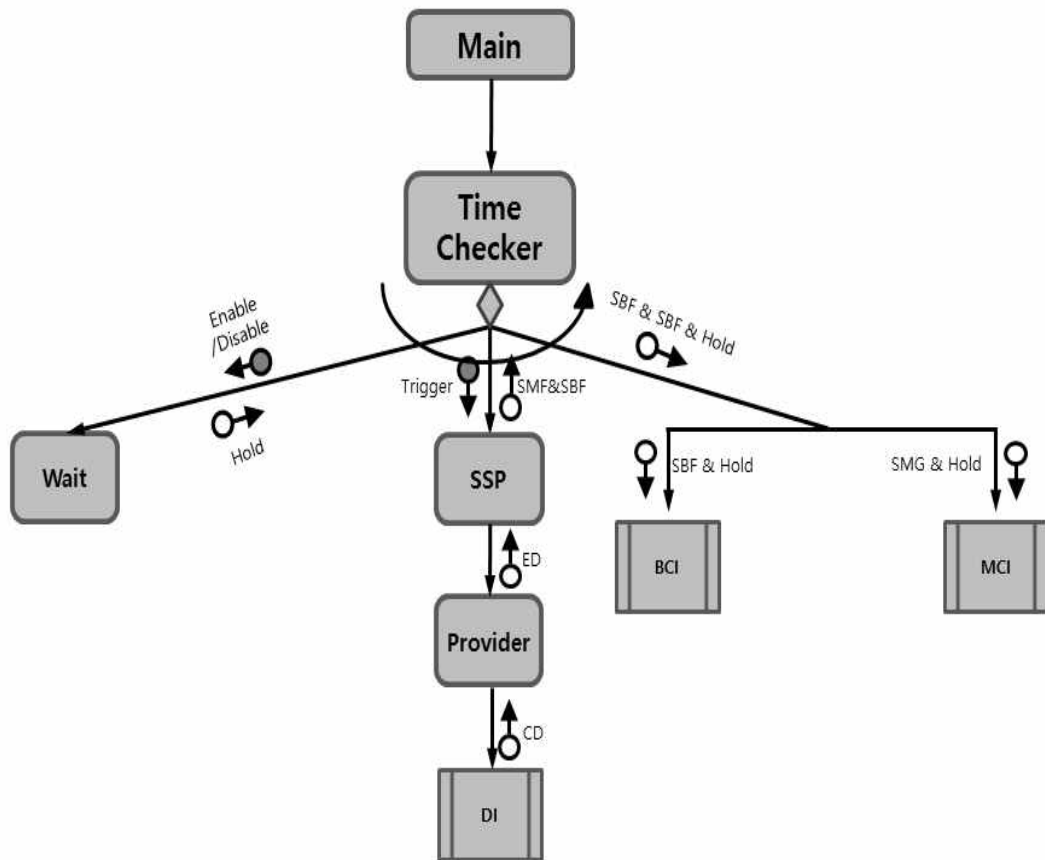 Main
Time
Checker
Enable
/Disable
SBF & SBF & Hold
Trigger
SMF&SBF
Hold
Wait
SSP
SBF & Hold
SMG & Hold
ED
BCI
MCI
Provider
CD
DI